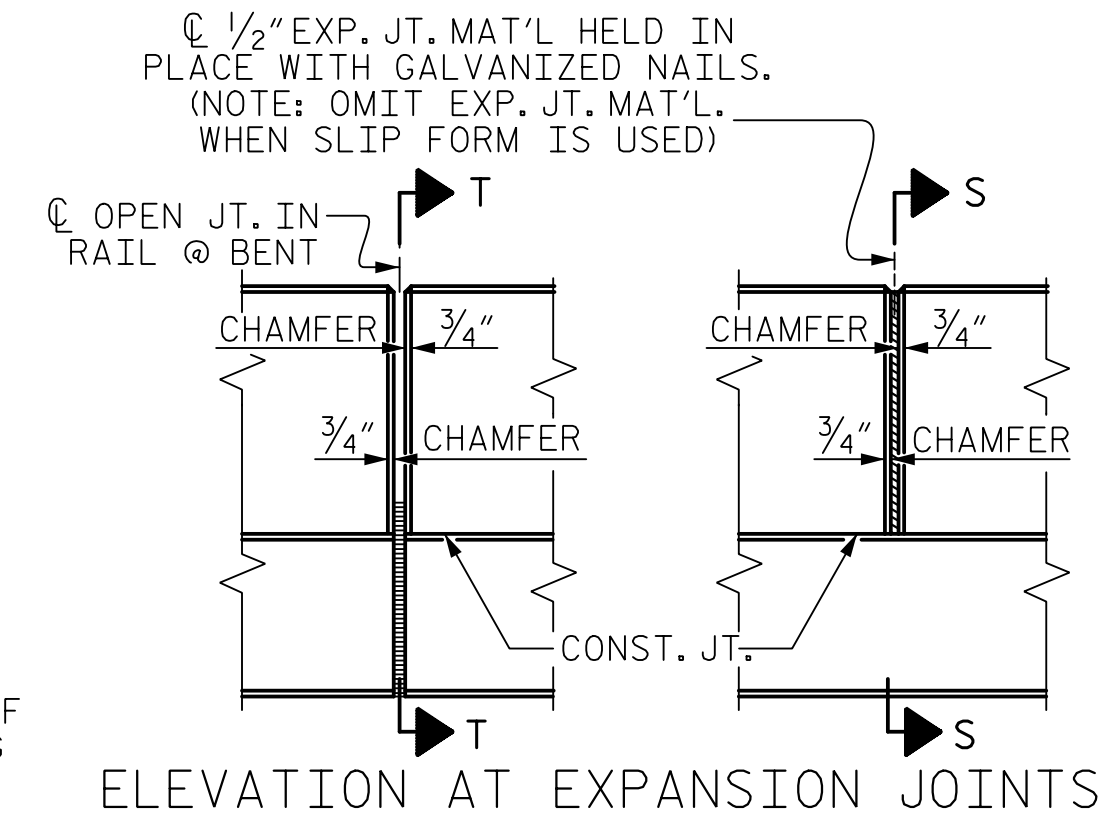 ℄ 1/2" EXP. JT. MAT'L HELD IN
PLACE WITH GALVANIZED NAILS.
(NOTE: OMIT EXP. JT. MAT'L.
WHEN SLIP FORM IS USED)
T
S
℄ OPEN JT. IN
RAIL @ BENT
CHAMFER 3/4"
CHAMFER 3/4"
3/4" CHAMFER
3/4" CHAMFER
CONST. JT.
T
S
ELEVATION AT EXPANSION JOINTS